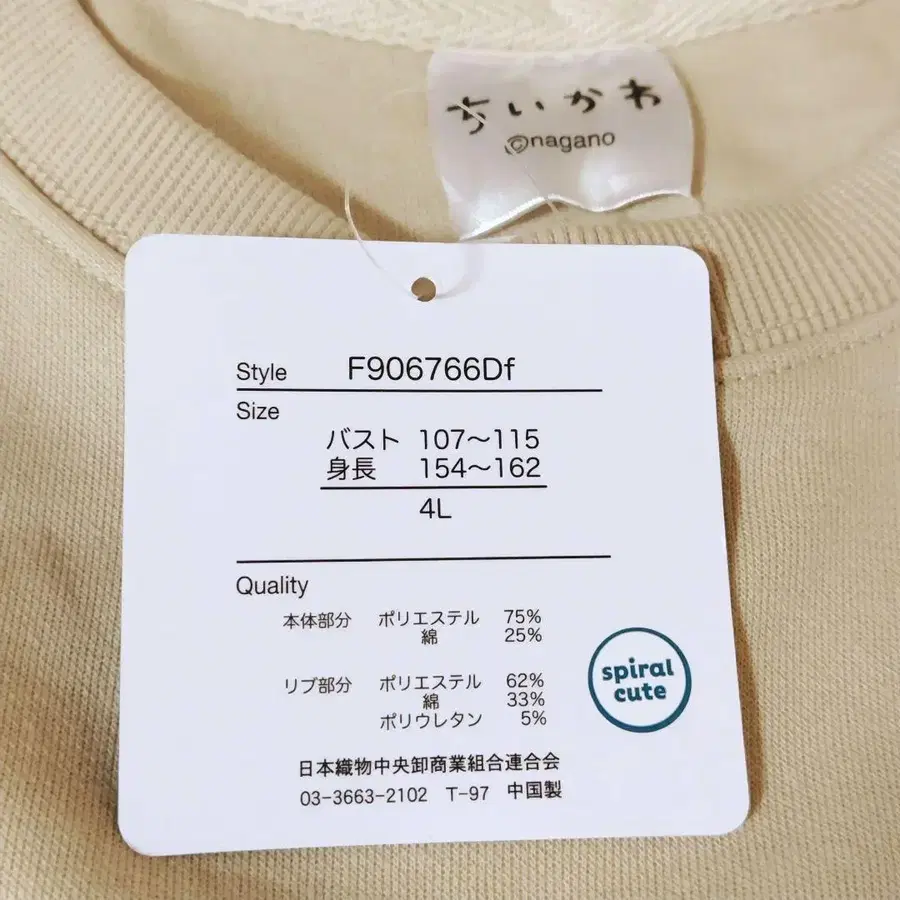 ちいかわ
©nagano
Style F906766Df
Size
バスト 107～115
身長 154～162
4L
Quality
本体部分 ポリエステル 75%
綿 25%
リブ部分 ポリエステル 62%
綿 33%
ポリウレタン 5%
spiral
cute
日本織物中央卸商業組合連合会
03-3663-2102 T-97 中国製